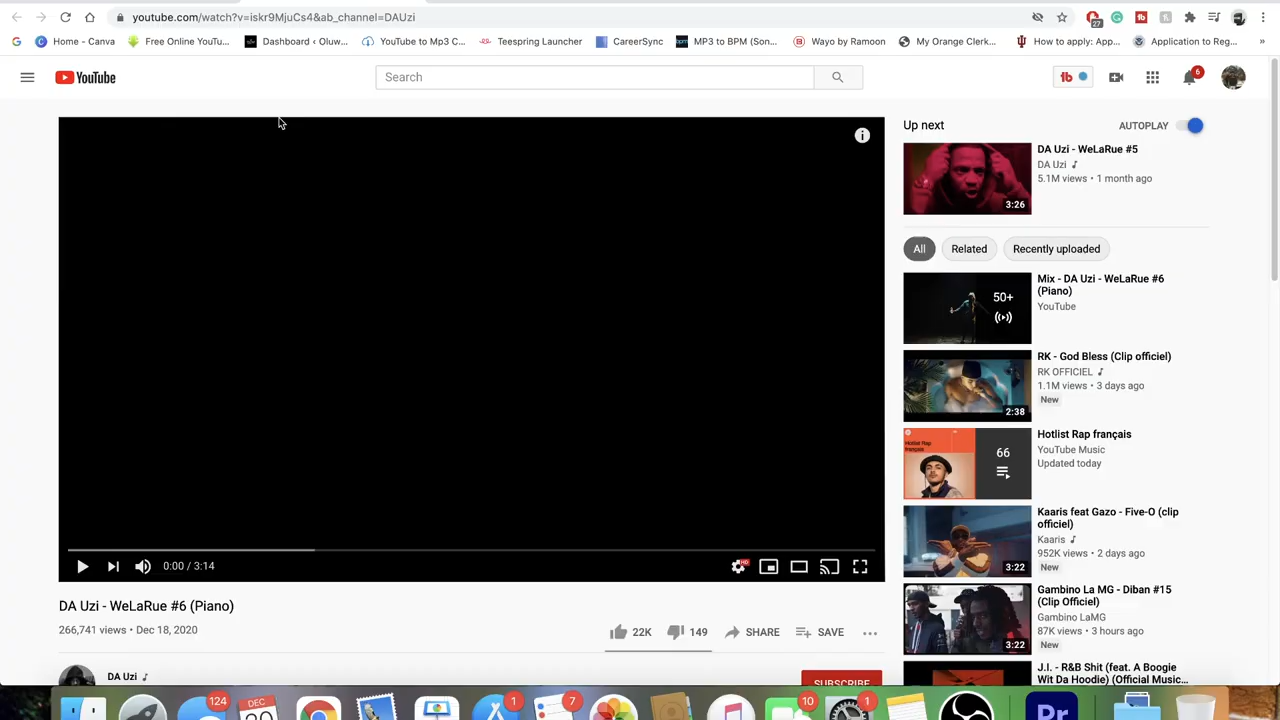 youtube.com/watch?v=iskr9MjuCs4&ab_channel=DAUzi
27
Home - Canva
Free Online YouTu...
Dashboard ‹ Oluw...
YouTube to Mp3 C...
Teespring Launcher
CareerSync
MP3 to BPM (Son...
Wayo by Ramoon
My Orange Clerk...
How to apply: App...
Application to Reg...
»
YouTube
Search
tb
6
Up next
AUTOPLAY
DA Uzi - WeLaRue #5
DA Uzi
5.1M views • 1 month ago
3:26
All
Related
Recently uploaded
Mix - DA Uzi - WeLaRue #6
(Piano)
YouTube
50+
RK - God Bless (Clip officiel)
RK OFFICIEL
1.1M views • 3 days ago
New
2:38
Hotlist Rap français
YouTube Music
Updated today
66
Kaaris feat Gazo - Five-O (clip
officiel)
Kaaris
952K views • 2 days ago
New
3:22
Gambino La MG - Diban #15
(Clip Officiel)
Gambino LaMG
87K views • 3 hours ago
New
3:22
J.I. - R&B Shit (feat. A Boogie
Wit Da Hoodie) (Official Music...
0:00 / 3:14
HD
DA Uzi - WeLaRue #6 (Piano)
266,741 views • Dec 18, 2020
22K
149
SHARE
SAVE
DA Uzi
SUBSCRIBE
124
DEC
1
7
10
1
Pr